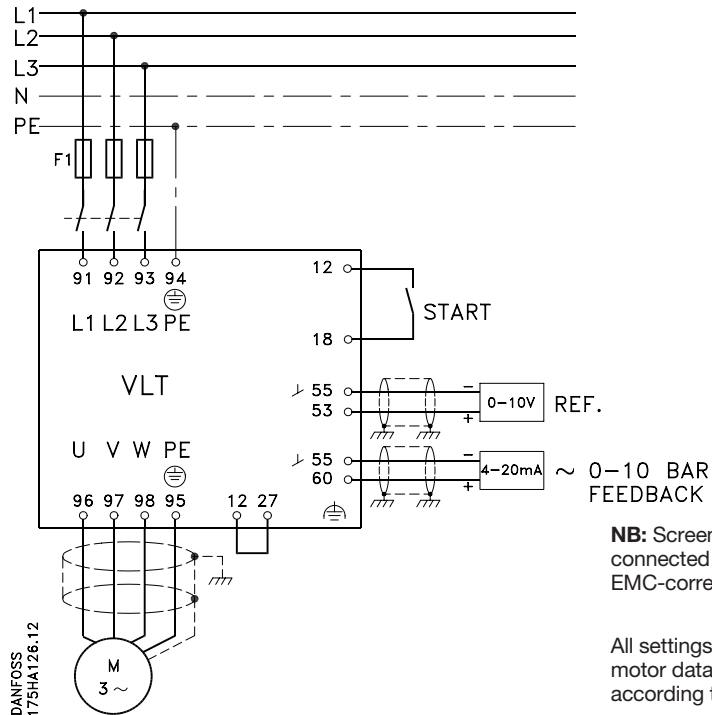 L1
L2
L3
N
PE
F1
91 92 93 94
L1 L2 L3 PE
12
START
18
VLT
55 −
53 +
0−10V REF.
U V W PE
55 −
60 +
4−20mA ~ 0−10 BAR
FEEDBACK
96 97 98 95
12 27
NB: Screen
connected
EMC-corre
All settings
motor data
according t
M
3 ~
DANFOSS
175HA126.12